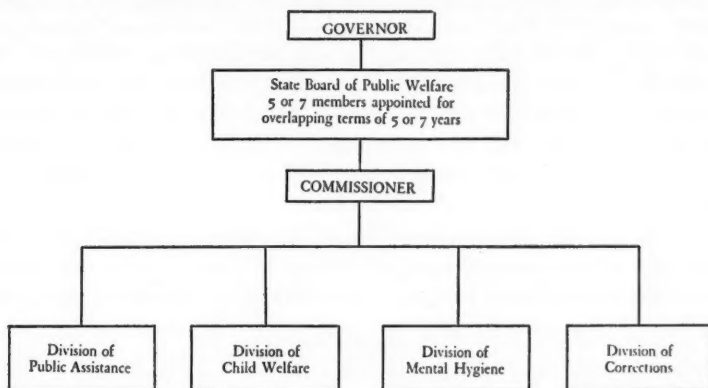 GOVERNOR
State Board of Public Welfare
5 or 7 members appointed for
overlapping terms of 5 or 7 years
COMMISSIONER
Division of
Public Assistance
Division of
Child Welfare
Division of
Mental Hygiene
Division of
Corrections